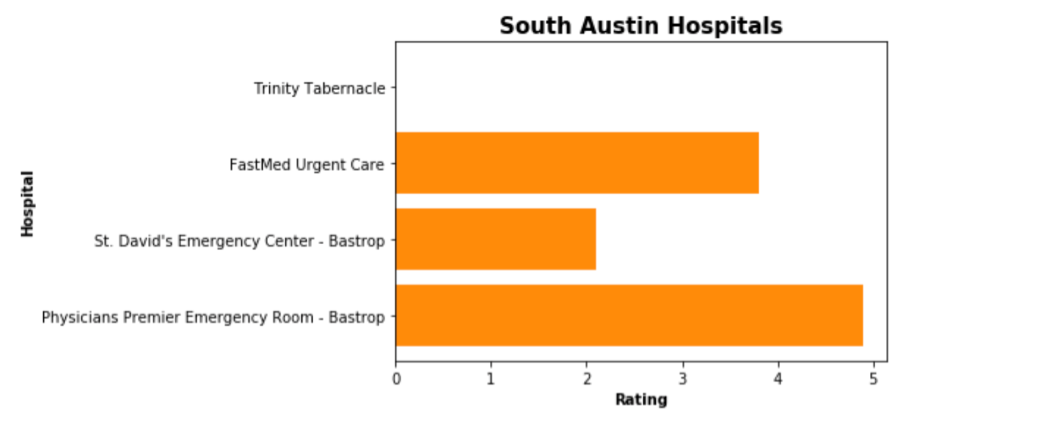 South Austin Hospitals
Trinity Tabernacle
FastMed Urgent Care
St. David's Emergency Center - Bastrop
Physicians Premier Emergency Room - Bastrop
Hospital
0 1 2 3 4 5
Rating